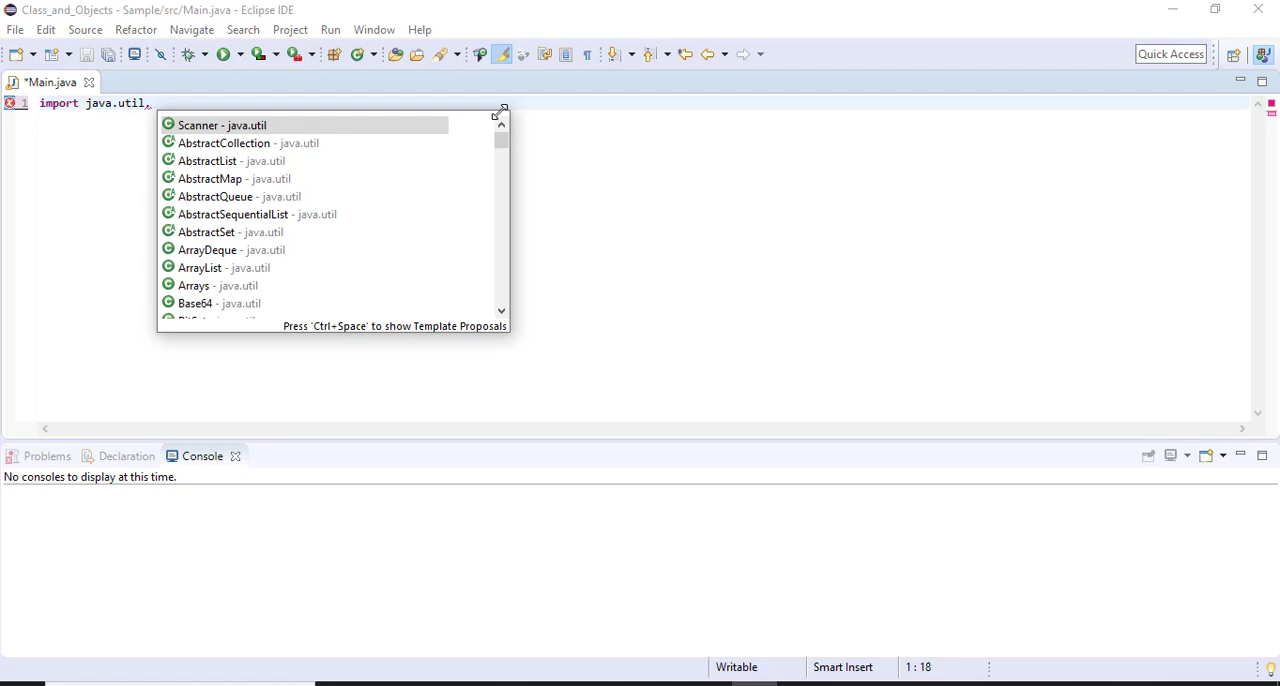 Class_and_Objects - Sample/src/Main.java - Eclipse IDE
File Edit Source Refactor Navigate Search Project Run Window Help
Quick Access
*Main.java
1 import java.util.
Scanner - java.util
AbstractCollection - java.util
AbstractList - java.util
AbstractMap - java.util
AbstractQueue - java.util
AbstractSequentialList - java.util
AbstractSet - java.util
ArrayDeque - java.util
ArrayList - java.util
Arrays - java.util
Base64 - java.util
Press 'Ctrl+Space' to show Template Proposals
Problems Declaration Console
No consoles to display at this time.
Writable Smart Insert 1 : 18